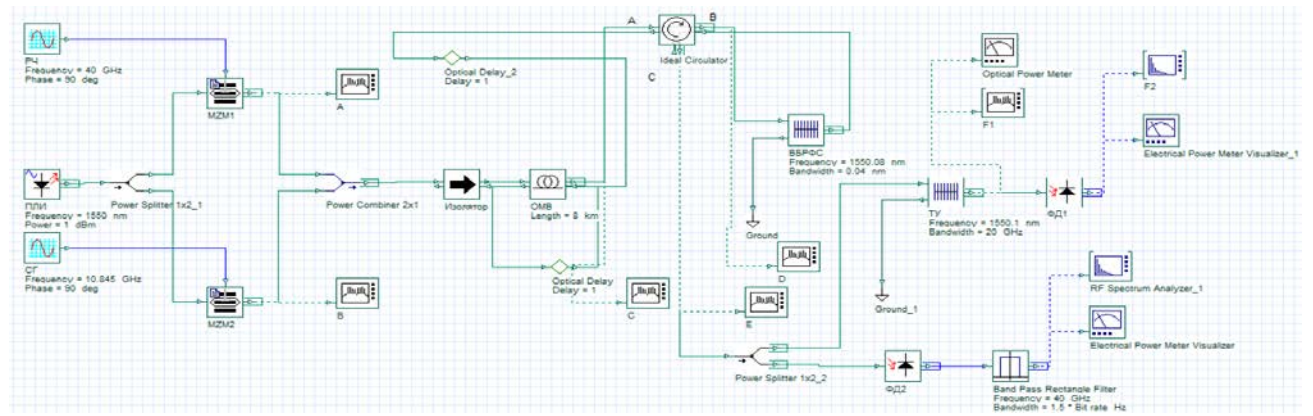 РЧ
Frequency = 40 GHz
Phase = 90 deg
MZM1
A
ПЛИ
Frequency = 1550 nm
Power = 1 dBm
Power Splitter 1x2_1
Power Combiner 2x1
СГ
Frequency = 10.845 GHz
Phase = 90 deg
MZM2
B
Изолятор
ОМВ
Length = 8 km
Optical Delay_2
Delay = 1
Optical Delay
Delay = 1
C
A
B
Ideal Circulator
C
ВБРФС
Frequency = 1550.08 nm
Bandwidth = 0.04 nm
Ground
D
E
Power Splitter 1x2_2
Optical Power Meter
F1
F2
Electrical Power Meter Visualizer_1
ТУ
Frequency = 1550.1 nm
Bandwidth = 20 GHz
ФД1
Ground_1
RF Spectrum Analyzer_1
Electrical Power Meter Visualizer
ФД2
Band Pass Rectangle Filter
Frequency = 40 GHz
Bandwidth = 1.5 * Bit rate Hz